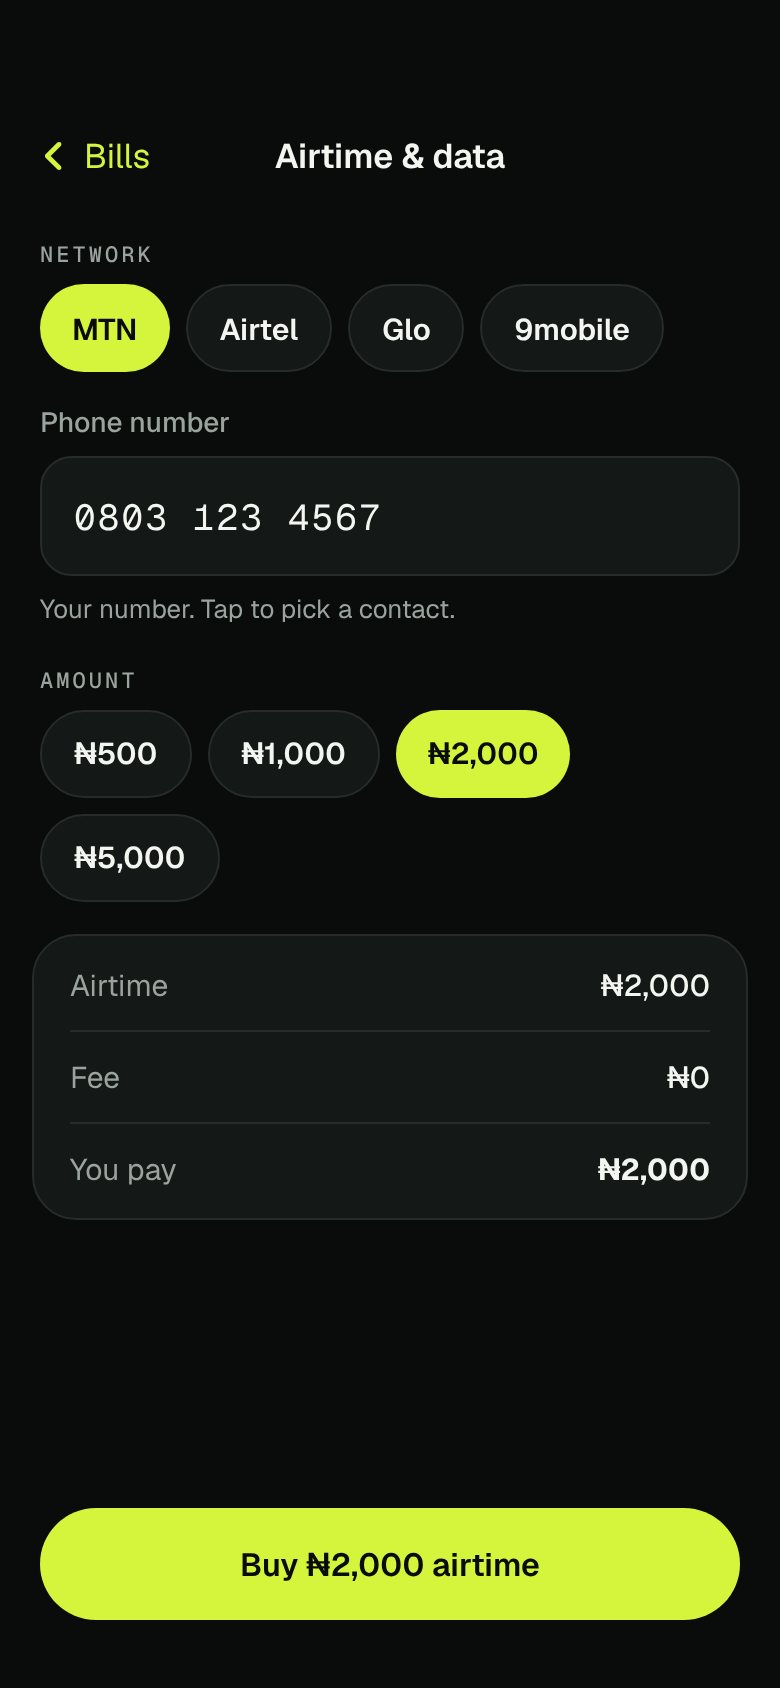 Bills
Airtime & data
NETWORK
MTN Airtel Glo 9mobile
Phone number
0803 123 4567
Your number. Tap to pick a contact.
AMOUNT
₦500 ₦1,000 ₦2,000
₦5,000
Airtime ₦2,000
Fee ₦0
You pay ₦2,000
Buy ₦2,000 airtime